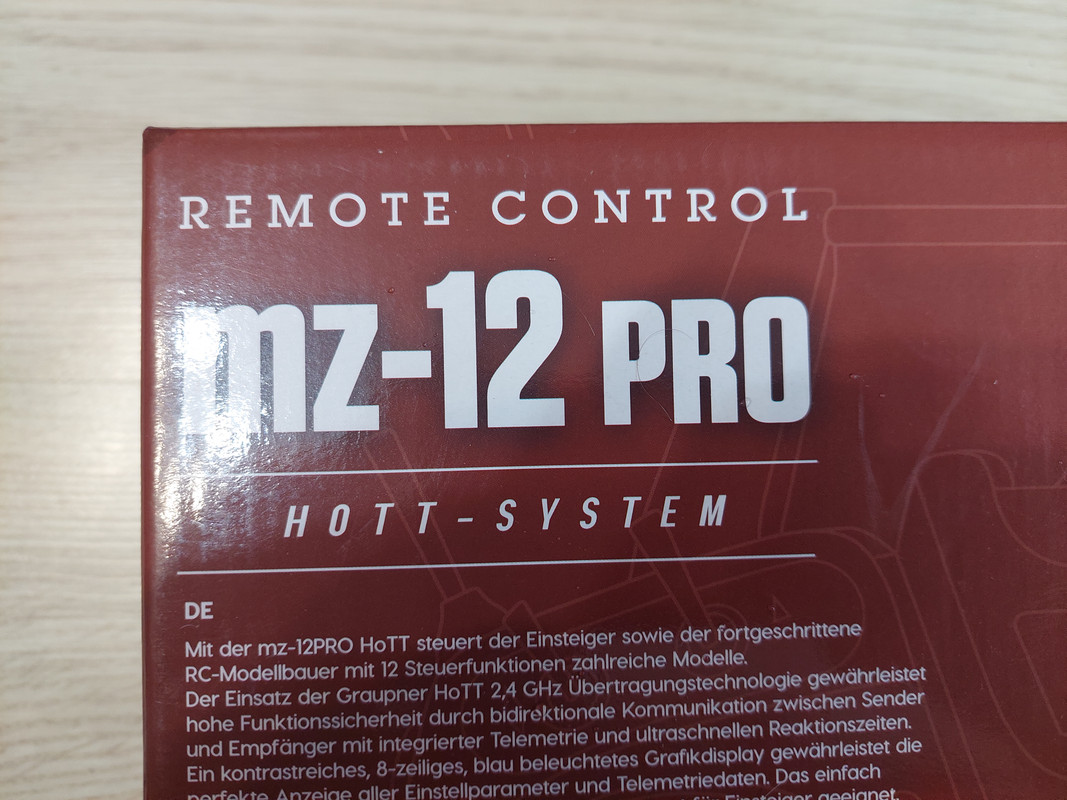 REMOTE CONTROL
mz-12 PRO
HOTT-SYSTEM
DE
Mit der mz-12PRO HoTT steuert der Einsteiger sowie der fortgeschrittene
RC-Modellbauer mit 12 Steuerfunktionen zahlreiche Modelle.
Der Einsatz der Graupner HoTT 2,4 GHz Übertragungstechnologie gewährleistet
hohe Funktionssicherheit durch bidirektionale Kommunikation zwischen Sender
und Empfänger mit integrierter Telemetrie und ultraschnellen Reaktionszeiten.
Ein kontrastreiches, 8-zeiliges, blau beleuchtetes Grafikdisplay gewährleistet die
perfekte Anzeige aller Einstellparameter und Telemetriedaten. Das einfach
für Einsteiger geeignet.